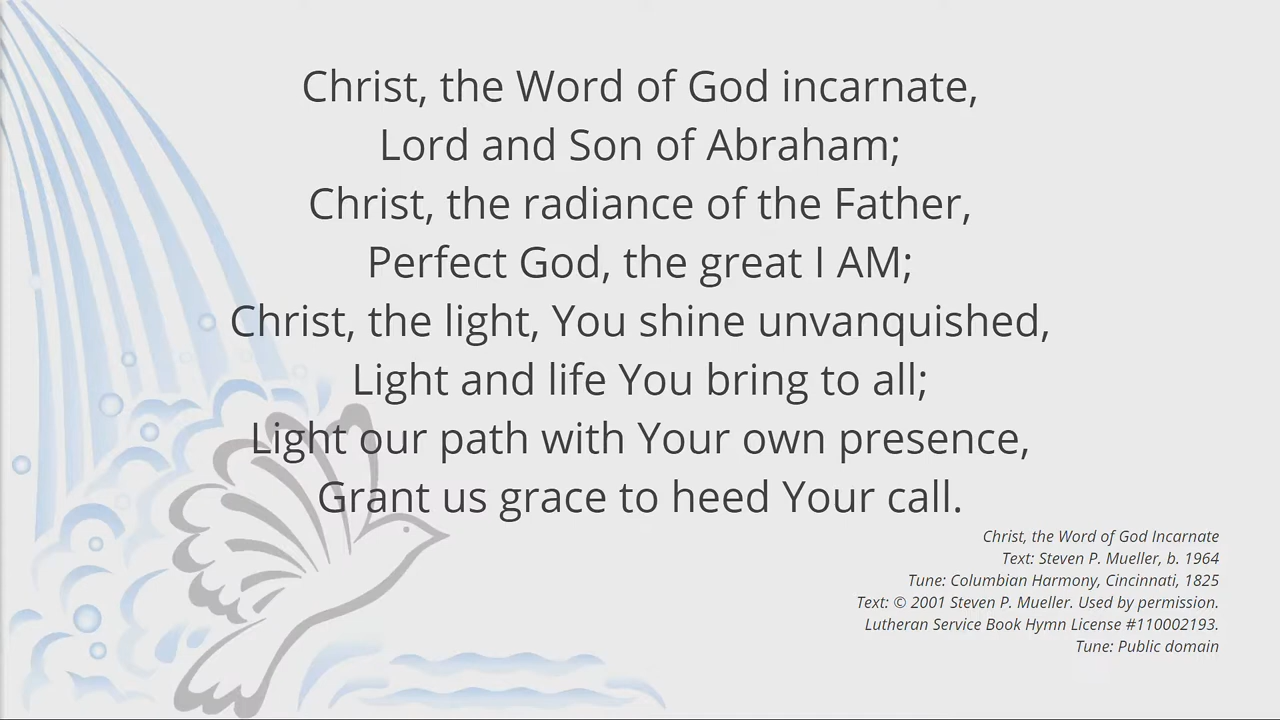 Christ, the Word of God incarnate,
Lord and Son of Abraham;
Christ, the radiance of the Father,
Perfect God, the great I AM;
Christ, the light, You shine unvanquished,
Light and life You bring to all;
Light our path with Your own presence,
Grant us grace to heed Your call.
Christ, the Word of God Incarnate
Text: Steven P. Mueller, b. 1964
Tune: Columbian Harmony, Cincinnati, 1825
Text: © 2001 Steven P. Mueller. Used by permission.
Lutheran Service Book Hymn License #110002193.
Tune: Public domain